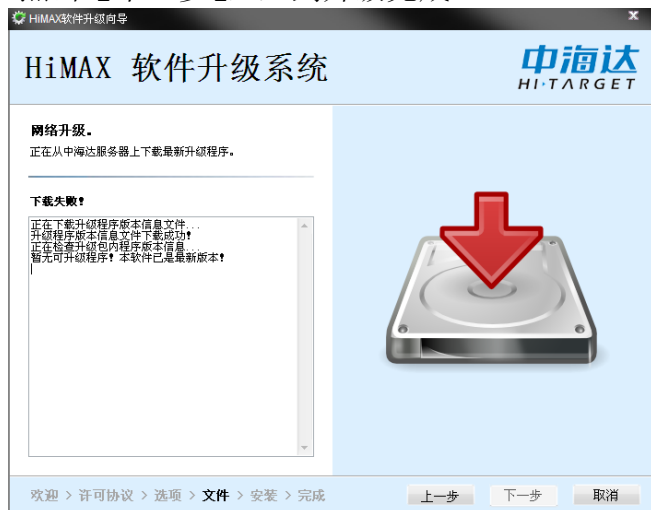 HiMAX软件升级向导
x
HiMAX 软件升级系统
中海达
HI·TARGET
网络升级。
正在从中海达服务器上下载最新升级程序。
下载失败!
正在下载升级程序版本信息文件...
升级程序版本信息文件下载成功!
正在检查升级包内程序版本信息...
暂无可升级程序! 本软件已是最新版本!
欢迎 > 许可协议 > 选项 > 文件 > 安装 > 完成
上一步 下一步 取消